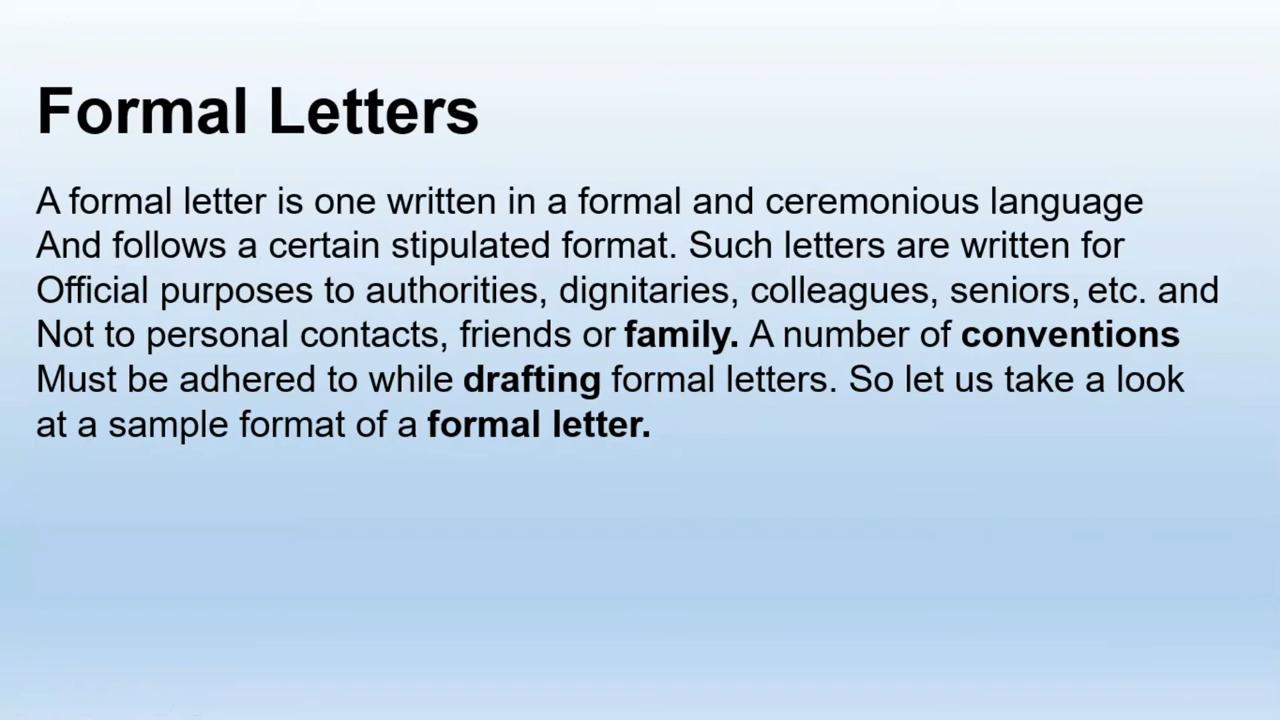 Formal Letters
A formal letter is one written in a formal and ceremonious language
And follows a certain stipulated format. Such letters are written for
Official purposes to authorities, dignitaries, colleagues, seniors, etc. and
Not to personal contacts, friends or family. A number of conventions
Must be adhered to while drafting formal letters. So let us take a look
at a sample format of a formal letter.